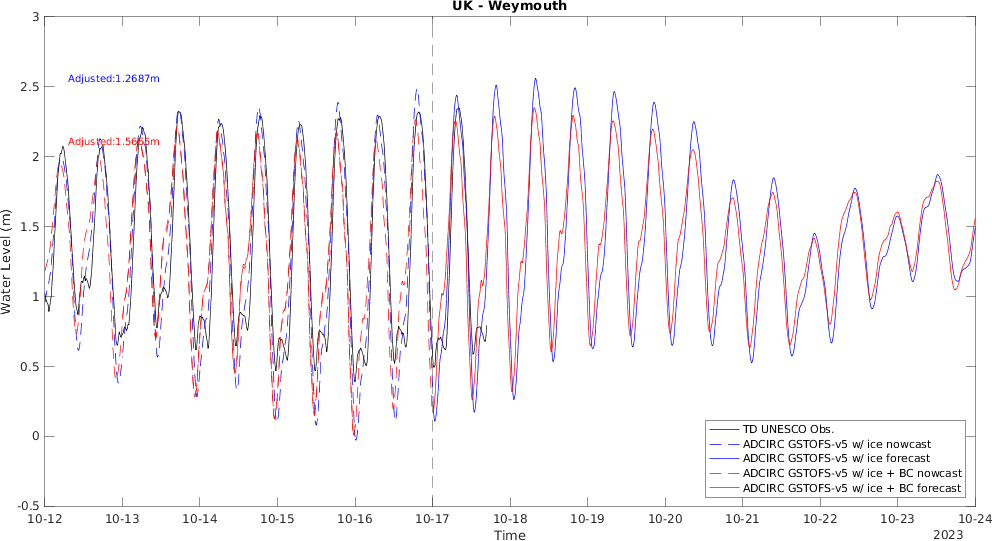 UK - Weymouth
3
2.5
2
1.5
1
0.5
0
-0.5
Water Level (m)
Adjusted:1.2687m
Adjusted:1.5665m
TD UNESCO Obs.
ADCIRC GSTOFS-v5 w/ ice nowcast
ADCIRC GSTOFS-v5 w/ ice forecast
ADCIRC GSTOFS-v5 w/ ice + BC nowcast
ADCIRC GSTOFS-v5 w/ ice + BC forecast
10-12 10-13 10-14 10-15 10-16 10-17 10-18 10-19 10-20 10-21 10-22 10-23 10-24
Time
2023